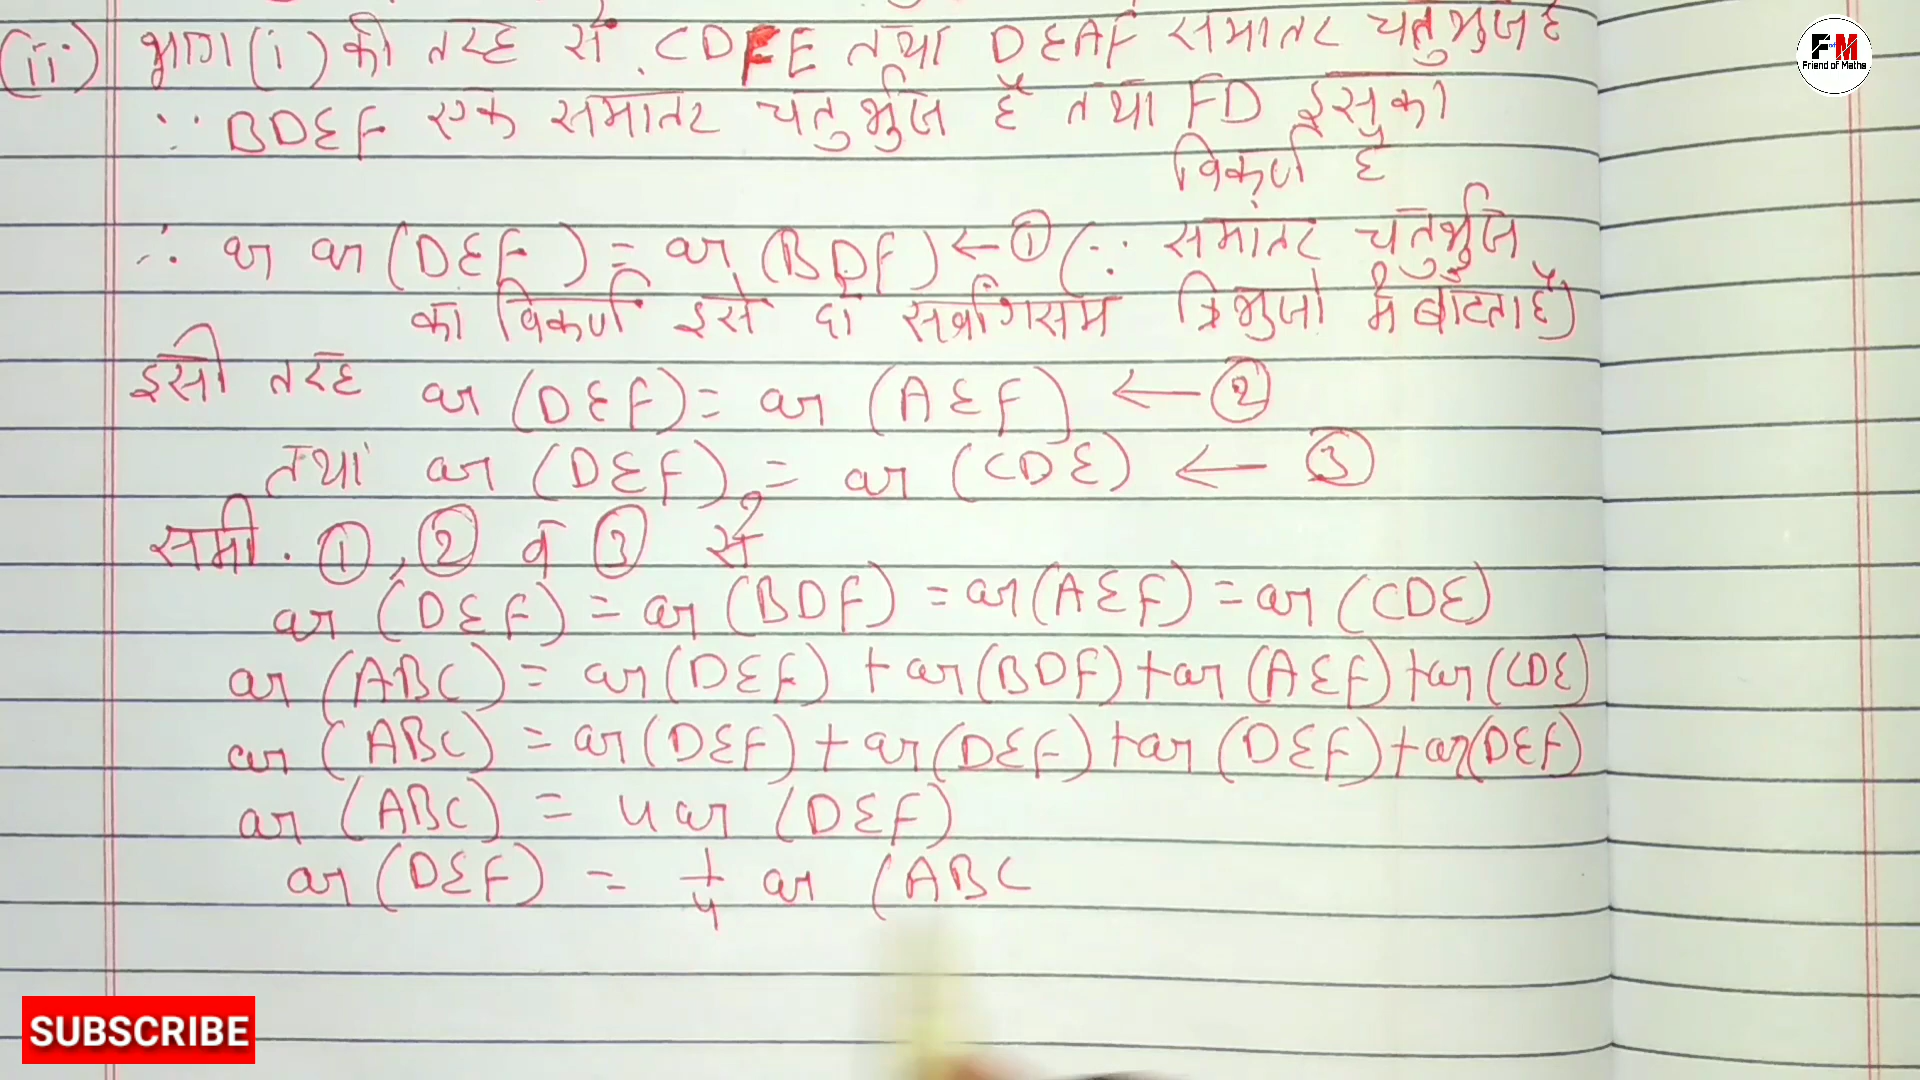 (ii) भाग (i) की तरह से CDFE तथा DEAF समांतर चतुर्भुज है
∵ BDEF एक समातर चतुर्भुज है तथा FD इसका
विकर्ण है
∴ ar ar (DEF) = ar (BDF) ← ① (∵ समांतर चतुर्भुज
का विकर्ण इसे दो सर्वांगसम त्रिभुजो में बाँटता है)
इसी तरह ar (DEF) = ar (AEF) ← ②
तथा ar (DEF) = ar (CDE) ← ③
समी. ①, ② व ③ से
ar (DEF) = ar (BDF) = ar (AEF) = ar (CDE)
ar (ABC) = ar (DEF) + ar (BDF) + ar (AEF) + ar (CDE)
ar (ABC) = ar (DEF) + ar (DEF) + ar (DEF) + ar (DEF)
ar (ABC) = 4 ar (DEF)
ar (DEF) = 1/4 ar (ABC
FM
Friend of Maths
SUBSCRIBE